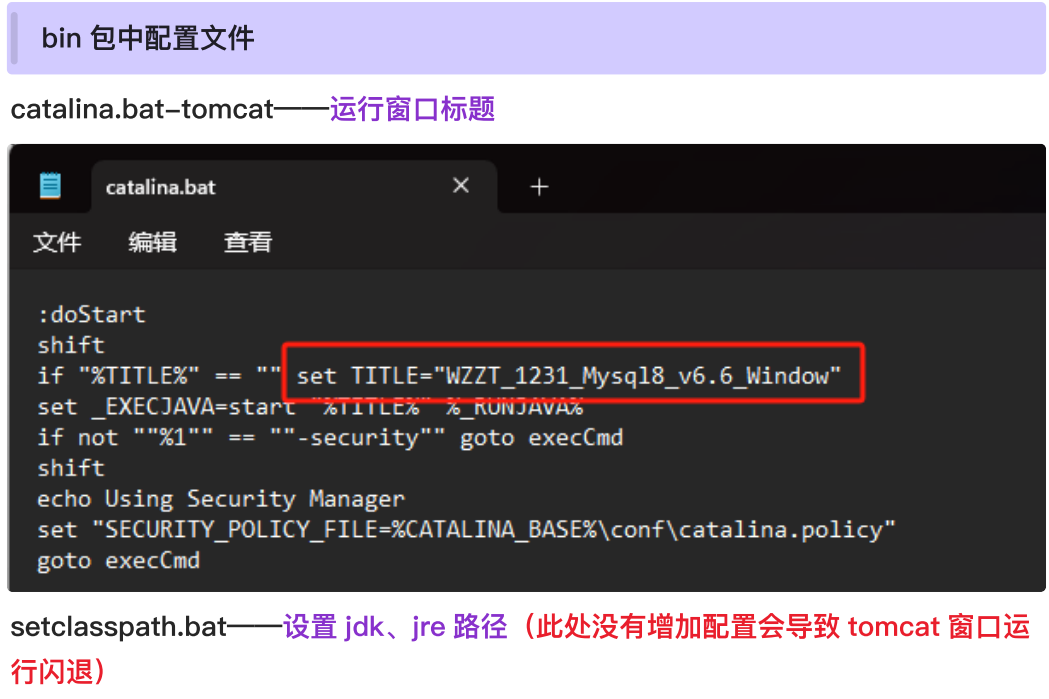 bin 包中配置文件
catalina.bat–tomcat——运行窗口标题
catalina.bat
文件 编辑 查看
:doStart
shift
if "%TITLE%" == "" set TITLE="WZZT_1231_Mysql8_v6.6_Window"
set _EXECJAVA=start "%TITLE%" %_RUNJAVA%
if not ""%1"" == ""-security"" goto execCmd
shift
echo Using Security Manager
set "SECURITY_POLICY_FILE=%CATALINA_BASE%\conf\catalina.policy"
goto execCmd
setclasspath.bat——设置 jdk、jre 路径（此处没有增加配置会导致 tomcat 窗口运
行闪退）